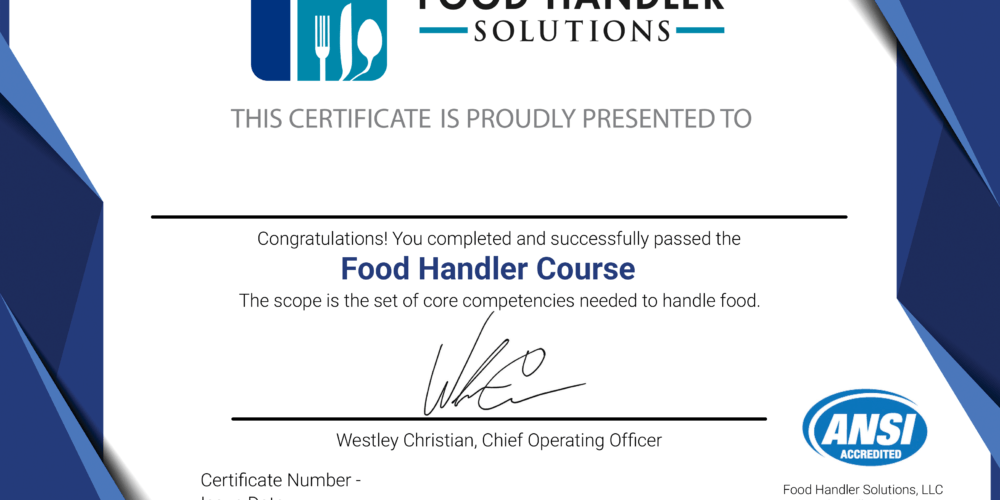 FOOD HANDLER
SOLUTIONS
THIS CERTIFICATE IS PROUDLY PRESENTED TO
Congratulations! You completed and successfully passed the
Food Handler Course
The scope is the set of core competencies needed to handle food.
Westley Christian, Chief Operating Officer
ANSI
ACCREDITED
Certificate Number -
Food Handler Solutions, LLC